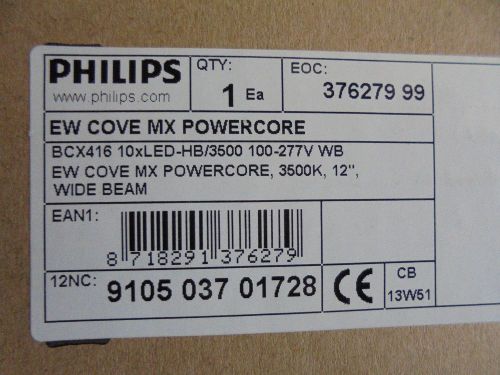 PHILIPS
www.philips.com
QTY:
1 Ea
EOC:
376279 99
EW COVE MX POWERCORE
BCX416 10xLED-HB/3500 100-277V WB
EW COVE MX POWERCORE, 3500K, 12",
WIDE BEAM
EAN1:
8 718291 376279
12NC:
9105 037 01728
CE
CB
13W51